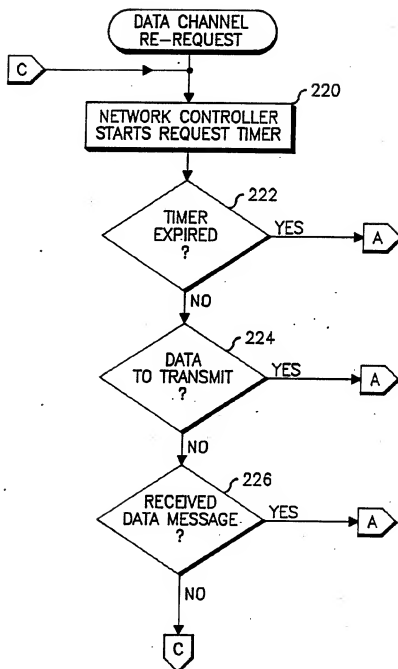 DATA CHANNEL
RE-REQUEST
C
220
NETWORK CONTROLLER
STARTS REQUEST TIMER
222
TIMER
EXPIRED
?
YES
A
NO
224
DATA
TO TRANSMIT
?
YES
A
NO
226
RECEIVED
DATA MESSAGE
?
YES
A
NO
C